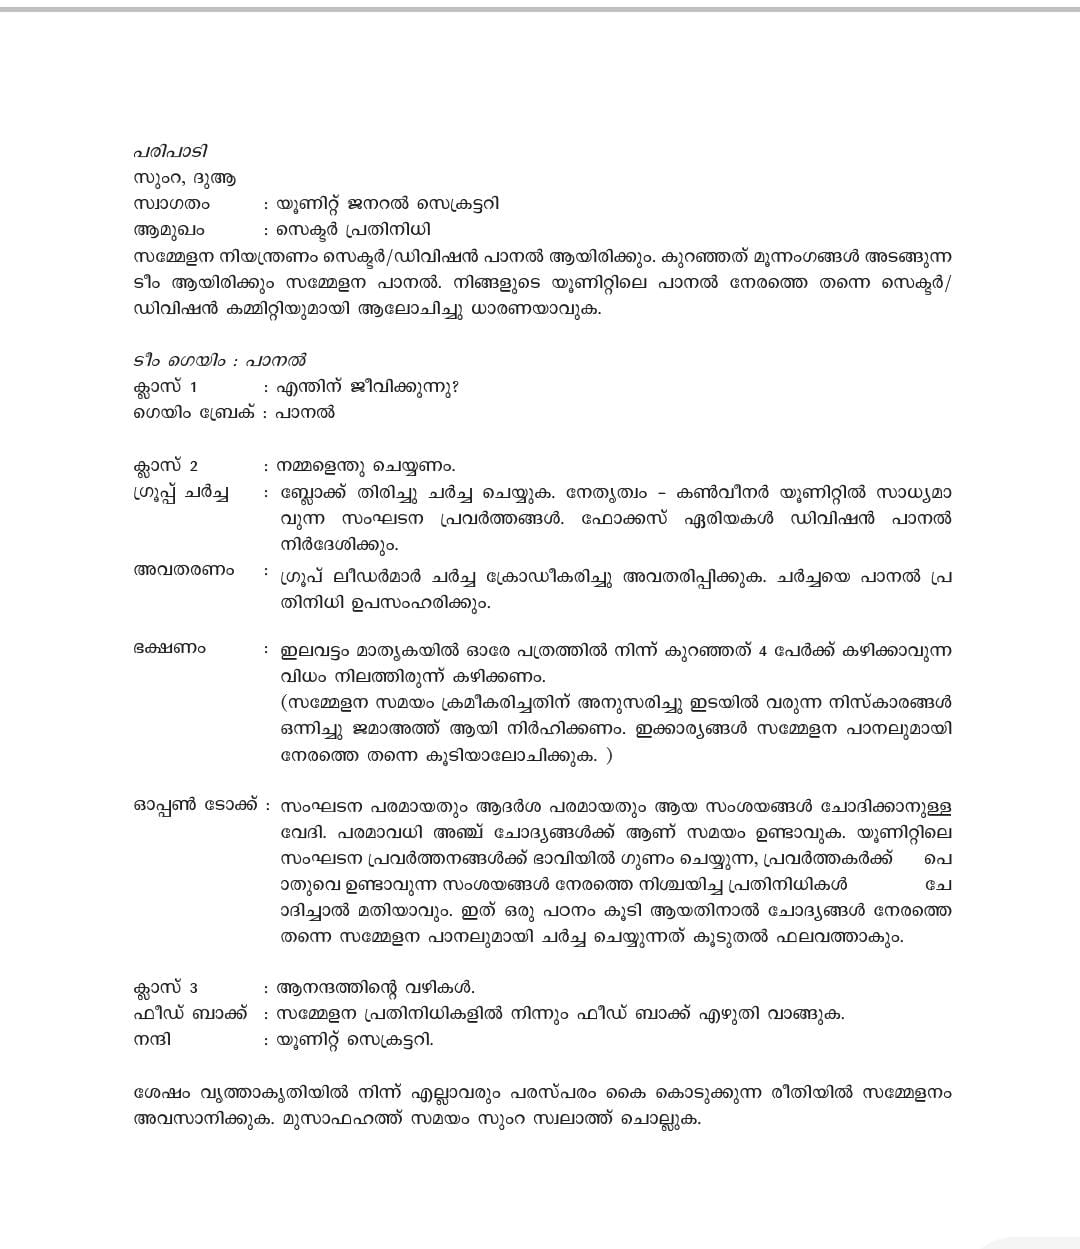 പരിപാടി
സുംറ, ദുആ
സ്വാഗതം : യൂണിറ്റ് ജനറൽ സെക്രട്ടറി
ആമുഖം : സെക്ടർ പ്രതിനിധി
സമ്മേളന നിയന്ത്രണം സെക്ടർ/ഡിവിഷൻ പാനൽ ആയിരിക്കും. കുറഞ്ഞത് മൂന്നംഗങ്ങൾ അടങ്ങുന്ന
ടീം ആയിരിക്കും സമ്മേളന പാനൽ. നിങ്ങളുടെ യൂണിറ്റിലെ പാനൽ നേരത്തെ തന്നെ സെക്ടർ/
ഡിവിഷൻ കമ്മിറ്റിയുമായി ആലോചിച്ചു ധാരണയാവുക.
ടീം ഗെയിം : പാനൽ
ക്ലാസ് 1 : എന്തിന് ജീവിക്കുന്നു?
ഗെയിം ബ്രേക് : പാനൽ
ക്ലാസ് 2 : നമ്മളെന്തു ചെയ്യണം.
ഗ്രൂപ്പ് ചർച്ച : ബ്ലോക്ക് തിരിച്ചു ചർച്ച ചെയ്യുക. നേതൃത്വം - കൺവീനർ യൂണിറ്റിൽ സാധ്യമാ
വുന്ന സംഘടന പ്രവർത്തങ്ങൾ. ഫോക്കസ് ഏരിയകൾ ഡിവിഷൻ പാനൽ
നിർദേശിക്കും.
അവതരണം : ഗ്രൂപ് ലീഡർമാർ ചർച്ച ക്രോഡീകരിച്ചു അവതരിപ്പിക്കുക. ചർച്ചയെ പാനൽ പ്ര
തിനിധി ഉപസംഹരിക്കും.
ഭക്ഷണം : ഇലവട്ടം മാതൃകയിൽ ഓരേ പത്രത്തിൽ നിന്ന് കുറഞ്ഞത് 4 പേർക്ക് കഴിക്കാവുന്ന
വിധം നിലത്തിരുന്ന് കഴിക്കണം.
(സമ്മേളന സമയം ക്രമീകരിച്ചതിന് അനുസരിച്ചു ഇടയിൽ വരുന്ന നിസ്കാരങ്ങൾ
ഒന്നിച്ചു ജമാഅത്ത് ആയി നിർഹിക്കണം. ഇക്കാര്യങ്ങൾ സമ്മേളന പാനലുമായി
നേരത്തെ തന്നെ കൂടിയാലോചിക്കുക. )
ഓപ്പൺ ടോക്ക് : സംഘടന പരമായതും ആദർശ പരമായതും ആയ സംശയങ്ങൾ ചോദിക്കാനുള്ള
വേദി. പരമാവധി അഞ്ച് ചോദ്യങ്ങൾക്ക് ആണ് സമയം ഉണ്ടാവുക. യൂണിറ്റിലെ
സംഘടന പ്രവർത്തനങ്ങൾക്ക് ഭാവിയിൽ ഗുണം ചെയ്യുന്ന, പ്രവർത്തകർക്ക് പെ
ാതുവെ ഉണ്ടാവുന്ന സംശയങ്ങൾ നേരത്തെ നിശ്ചയിച്ച പ്രതിനിധികൾ ചേ
ാദിച്ചാൽ മതിയാവും. ഇത് ഒരു പഠനം കൂടി ആയതിനാൽ ചോദ്യങ്ങൾ നേരത്തെ
തന്നെ സമ്മേളന പാനലുമായി ചർച്ച ചെയ്യുന്നത് കൂടുതൽ ഫലവത്താകും.
ക്ലാസ് 3 : ആനന്ദത്തിന്റെ വഴികൾ.
ഫീഡ് ബാക്ക് : സമ്മേളന പ്രതിനിധികളിൽ നിന്നും ഫീഡ് ബാക്ക് എഴുതി വാങ്ങുക.
നന്ദി : യൂണിറ്റ് സെക്രട്ടറി.
ശേഷം വൃത്താകൃതിയിൽ നിന്ന് എല്ലാവരും പരസ്പരം കൈ കൊടുക്കുന്ന രീതിയിൽ സമ്മേളനം
അവസാനിക്കുക. മുസാഫഹത്ത് സമയം സുംറ സ്വലാത്ത് ചൊല്ലുക.